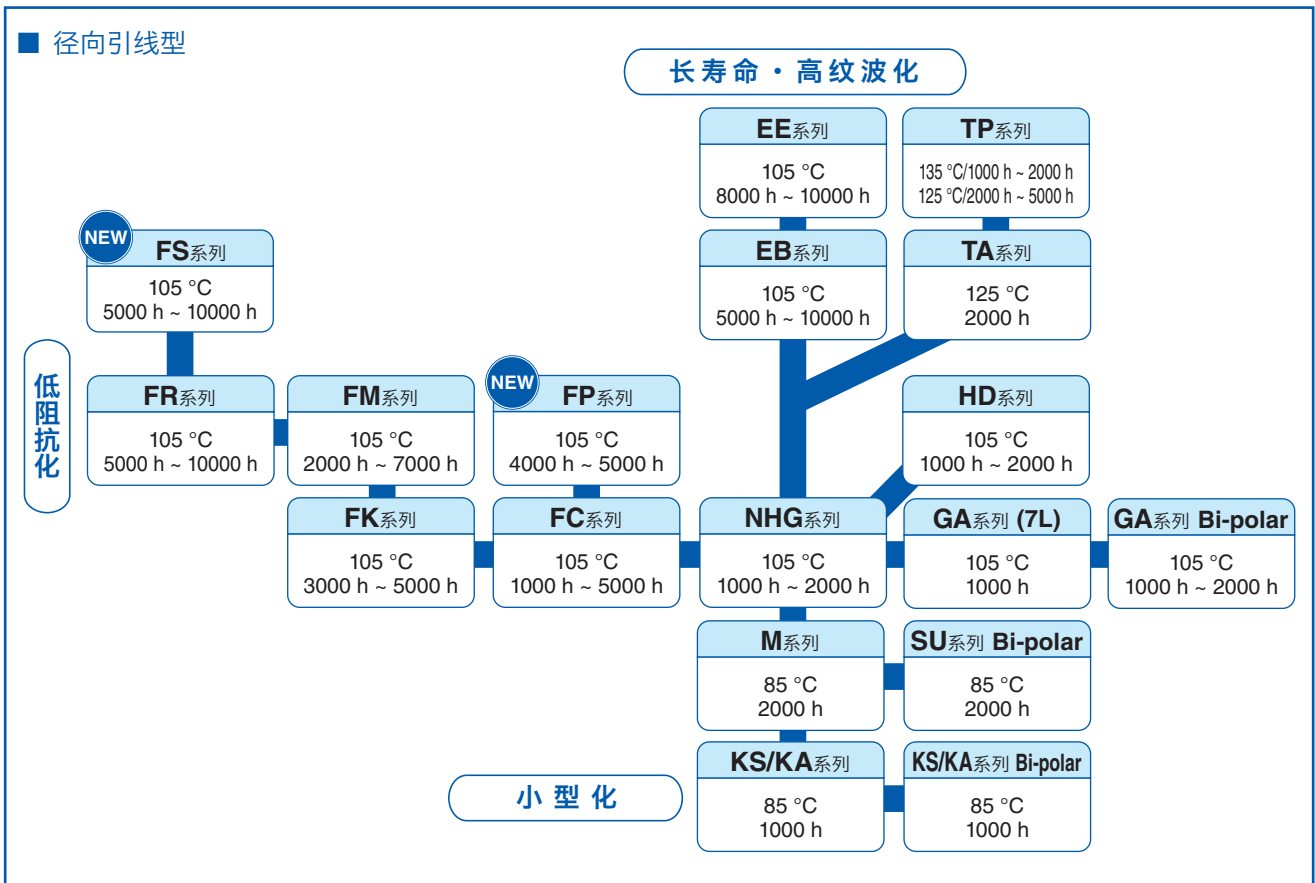 ■ 径向引线型
长寿命・高纹波化
EE系列
105 °C
8000 h ~ 10000 h
TP系列
135 °C/1000 h ~ 2000 h
125 °C/2000 h ~ 5000 h
NEW
FS系列
105 °C
5000 h ~ 10000 h
EB系列
105 °C
5000 h ~ 10000 h
TA系列
125 °C
2000 h
低阻抗化
FR系列
105 °C
5000 h ~ 10000 h
FM系列
105 °C
2000 h ~ 7000 h
NEW
FP系列
105 °C
4000 h ~ 5000 h
HD系列
105 °C
1000 h ~ 2000 h
FK系列
105 °C
3000 h ~ 5000 h
FC系列
105 °C
1000 h ~ 5000 h
NHG系列
105 °C
1000 h ~ 2000 h
GA系列 (7L)
105 °C
1000 h
GA系列 Bi-polar
105 °C
1000 h ~ 2000 h
M系列
85 °C
2000 h
SU系列 Bi-polar
85 °C
2000 h
小型化
KS/KA系列
85 °C
1000 h
KS/KA系列 Bi-polar
85 °C
1000 h